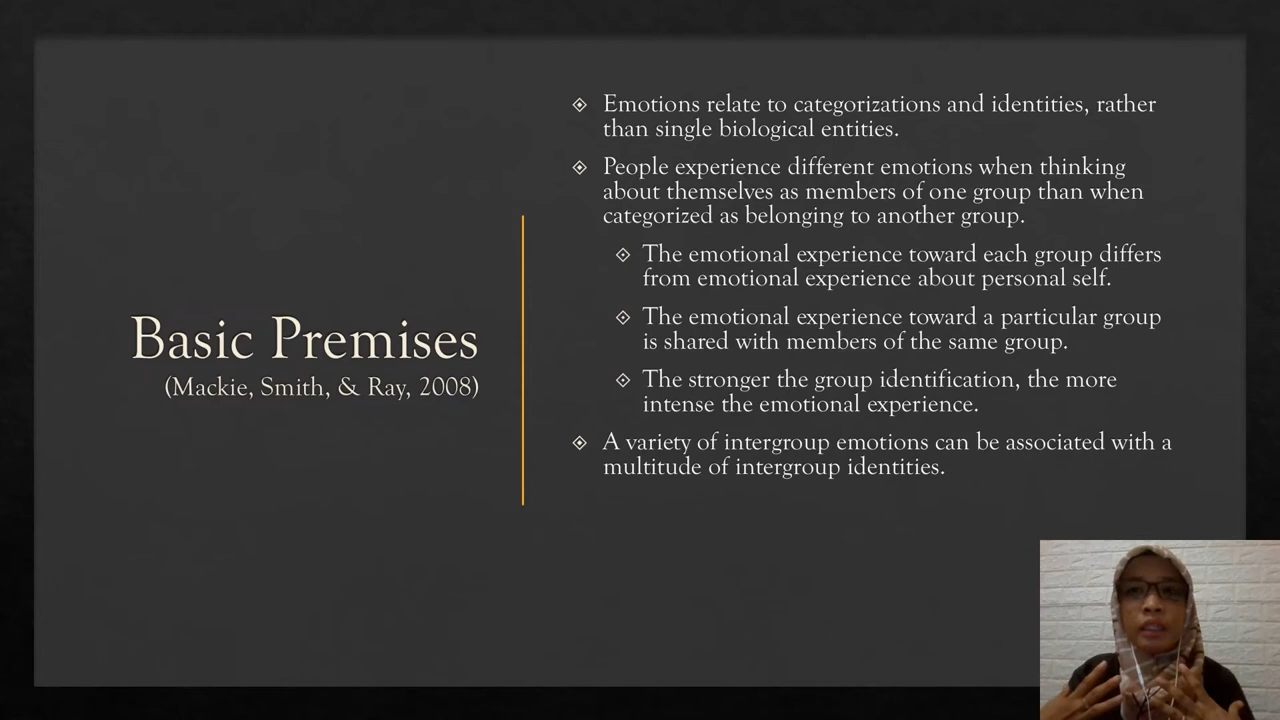 Basic Premises
(Mackie, Smith, & Ray, 2008)
Emotions relate to categorizations and identities, rather
than single biological entities.
People experience different emotions when thinking
about themselves as members of one group than when
categorized as belonging to another group.
The emotional experience toward each group differs
from emotional experience about personal self.
The emotional experience toward a particular group
is shared with members of the same group.
The stronger the group identification, the more
intense the emotional experience.
A variety of intergroup emotions can be associated with a
multitude of intergroup identities.